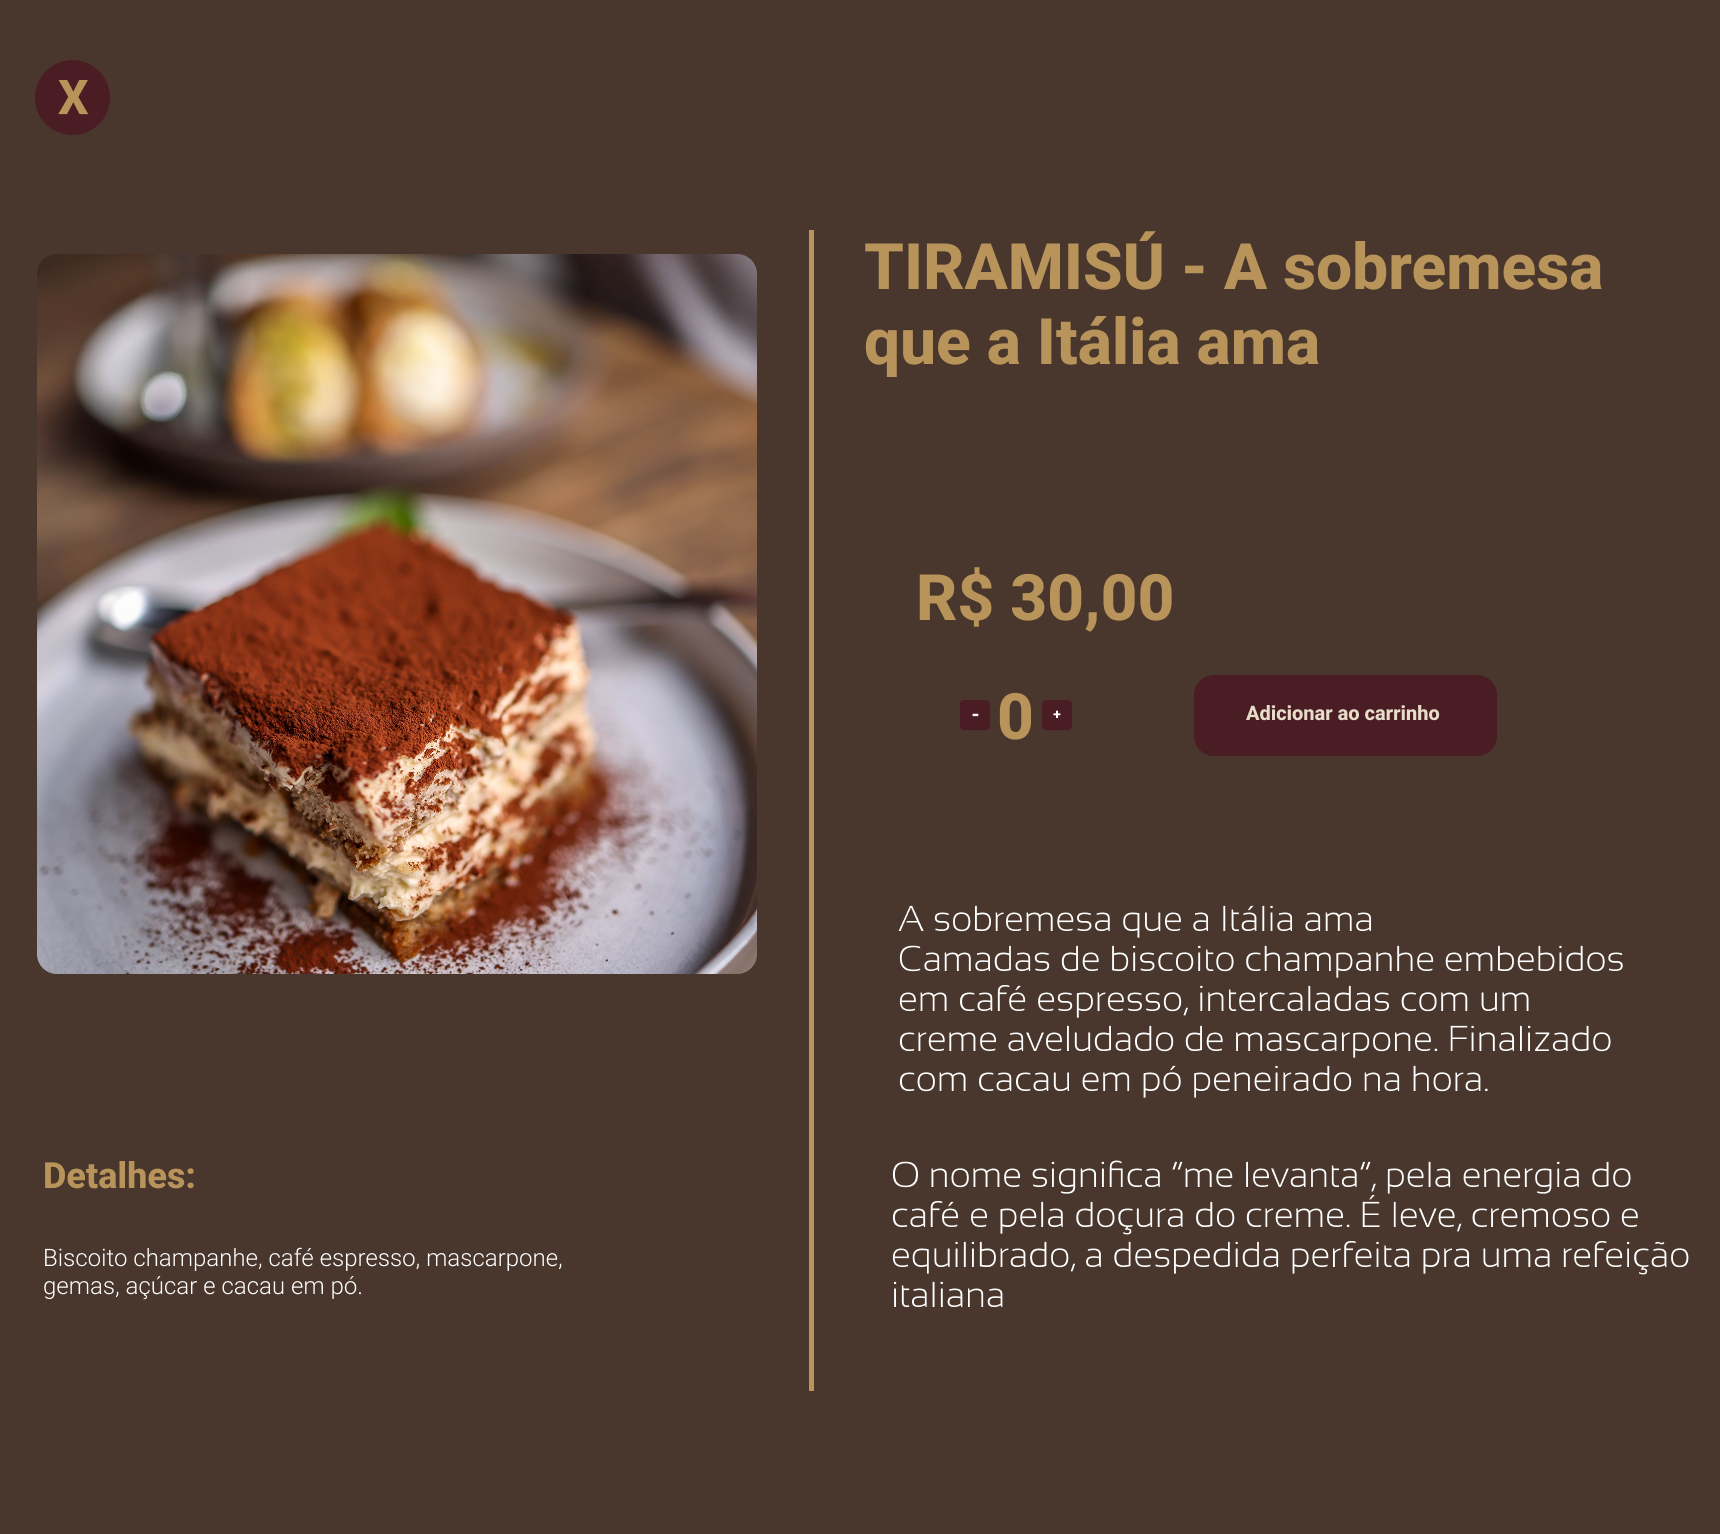 X
TIRAMISÚ - A sobremesa
que a Itália ama
R$ 30,00
- 0 +
Adicionar ao carrinho
A sobremesa que a Itália ama
Camadas de biscoito champanhe embebidos
em café espresso, intercaladas com um
creme aveludado de mascarpone. Finalizado
com cacau em pó peneirado na hora.
O nome significa “me levanta”, pela energia do
café e pela doçura do creme. É leve, cremoso e
equilibrado, a despedida perfeita pra uma refeição
italiana
Detalhes:
Biscoito champanhe, café espresso, mascarpone,
gemas, açúcar e cacau em pó.